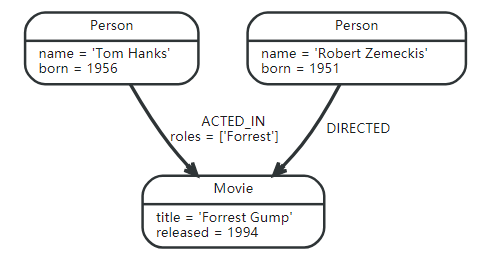 Person
name = 'Tom Hanks'
born = 1956
Person
name = 'Robert Zemeckis'
born = 1951
ACTED_IN
roles = ['Forrest']
DIRECTED
Movie
title = 'Forrest Gump'
released = 1994